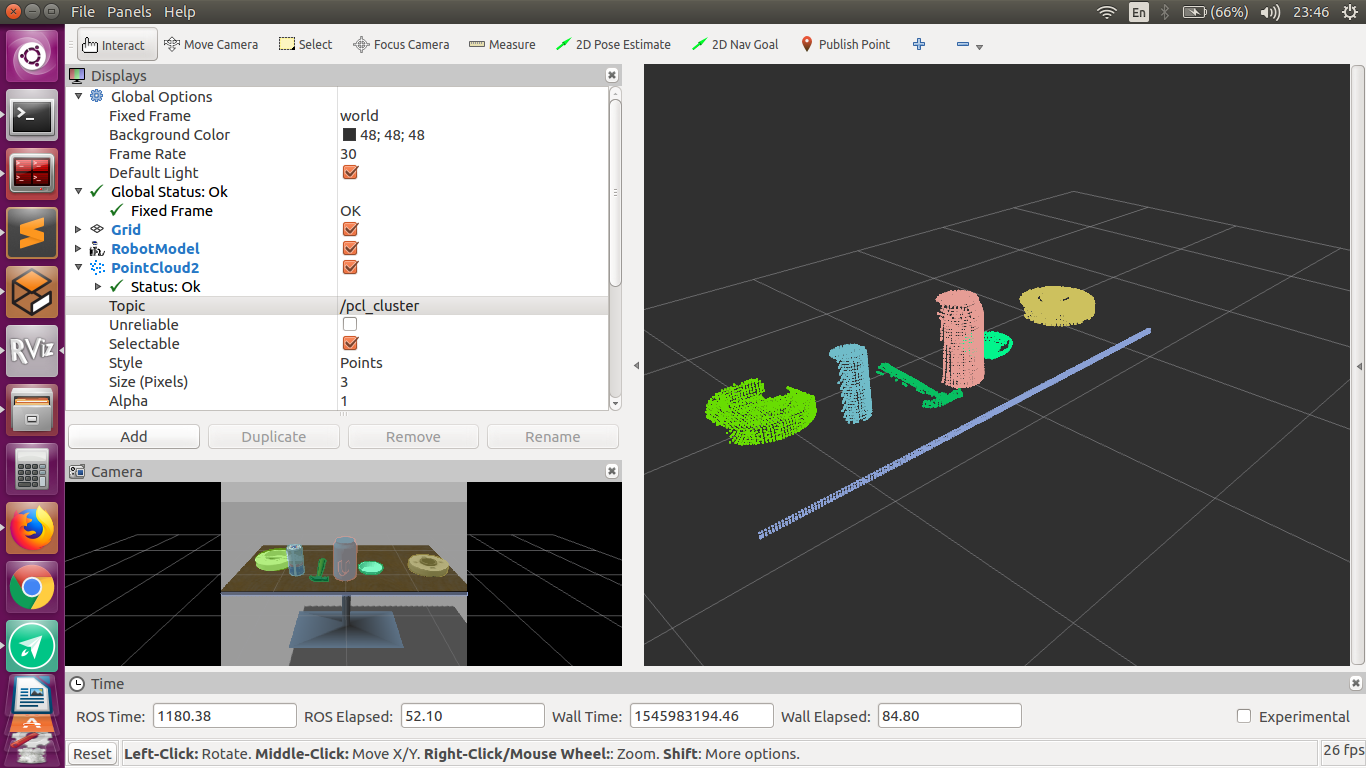 File Panels Help En (66%) 23:46
Interact Move Camera Select Focus Camera Measure 2D Pose Estimate 2D Nav Goal Publish Point
Displays
Global Options
Fixed Frame world
Background Color 48; 48; 48
Frame Rate 30
Default Light
Global Status: Ok
Fixed Frame OK
Grid
RobotModel
PointCloud2
Status: Ok
Topic /pcl_cluster
Unreliable
Selectable
Style Points
Size (Pixels) 3
Alpha 1
RViz
Add Duplicate Remove Rename
Camera
Time
ROS Time: 1180.38 ROS Elapsed: 52.10 Wall Time: 1545983194.46 Wall Elapsed: 84.80 Experimental
Reset Left-Click: Rotate. Middle-Click: Move X/Y. Right-Click/Mouse Wheel:: Zoom. Shift: More options. 26 fps